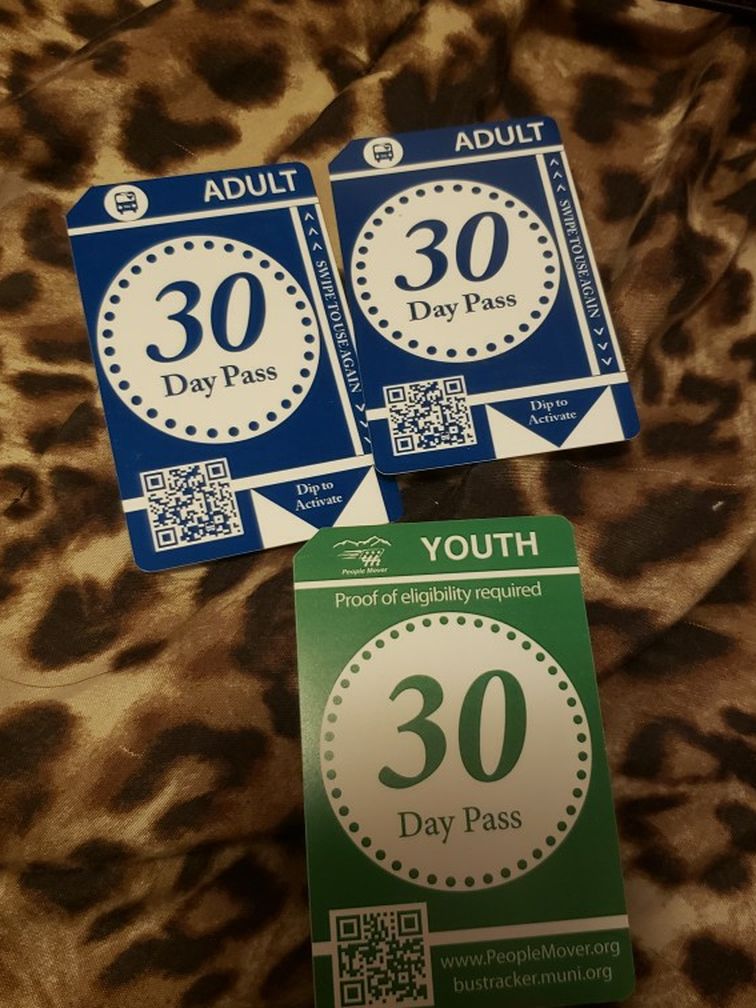 ADULT
30
Day Pass
SWIPE TO USE AGAIN
Dip to
Activate
ADULT
30
Day Pass
SWIPE TO USE AGAIN
Dip to
Activate
People Mover
YOUTH
Proof of eligibility required
30
Day Pass
www.PeopleMover.org
bustracker.muni.org